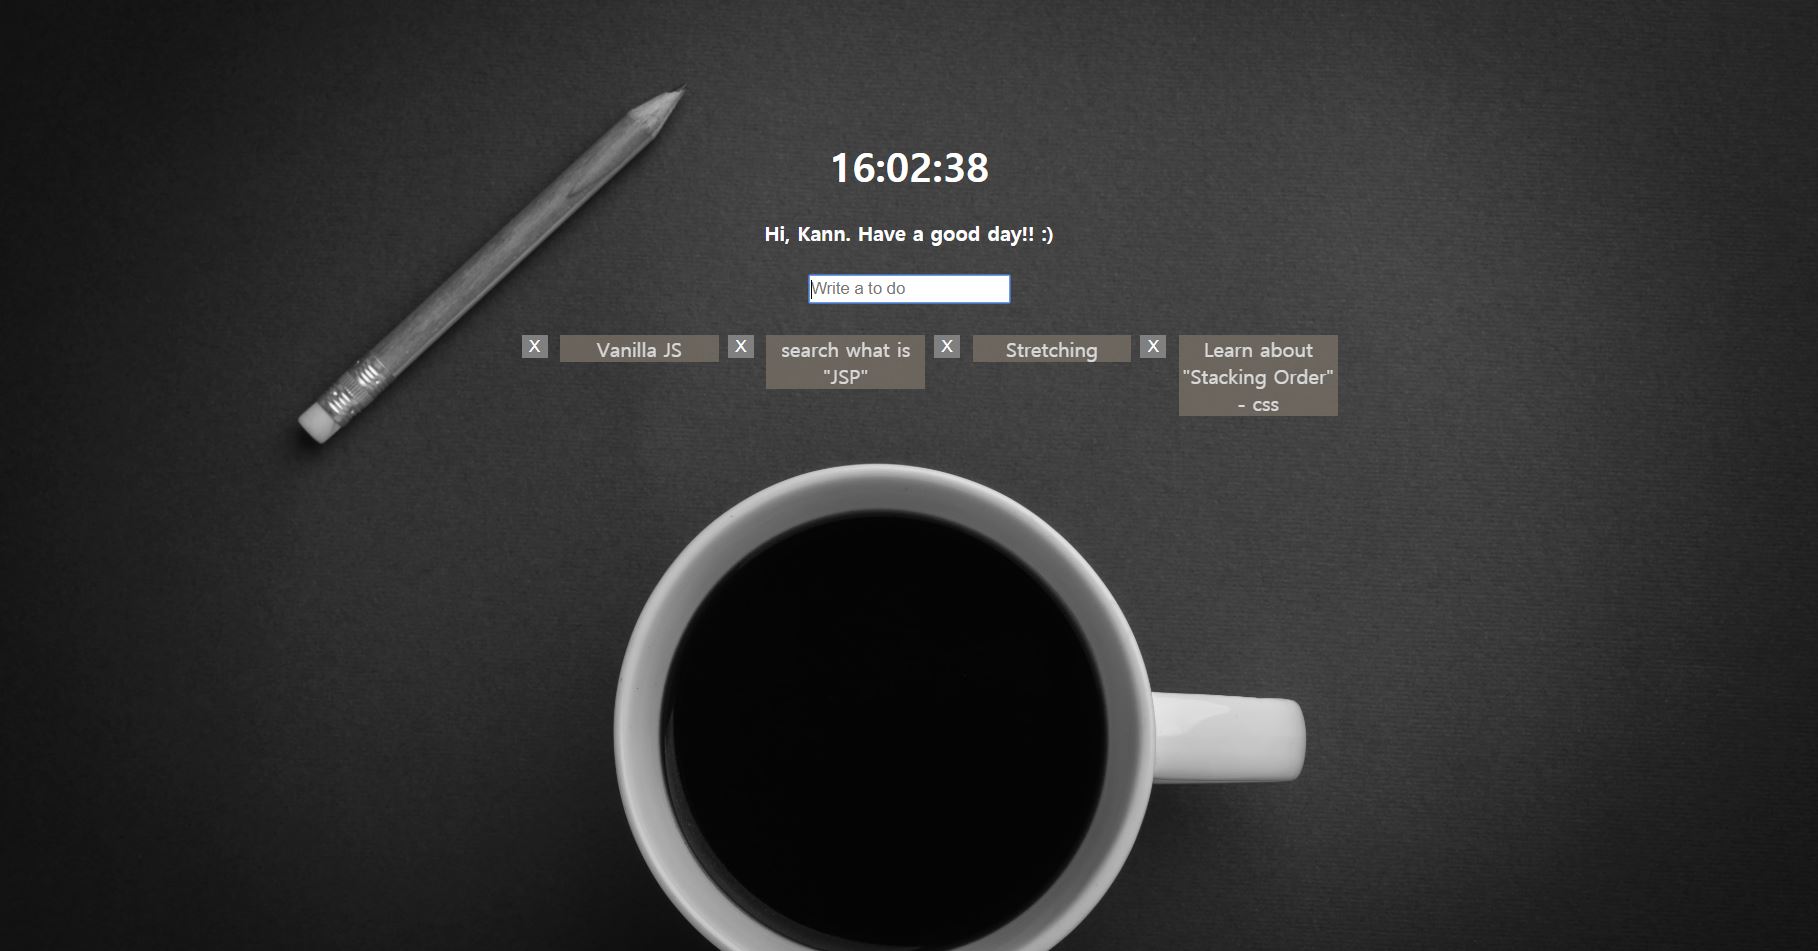 16:02:38
Hi, Kann. Have a good day!! :)
Write a to do
X
Vanilla JS
X
search what is
"JSP"
X
Stretching
X
Learn about
"Stacking Order"
- css